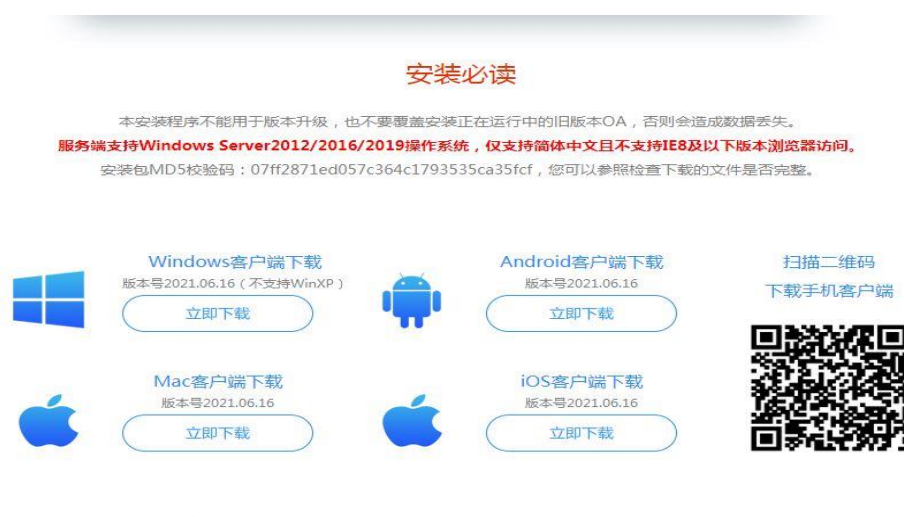 安装必读
本安装程序不能用于版本升级，也不要覆盖安装正在运行中的旧版本OA，否则会造成数据丢失。
服务端支持Windows Server2012/2016/2019操作系统，仅支持简体中文且不支持IE8及以下版本浏览器访问。
安装包MD5校验码：07ff2871ed057c364c1793535ca35fcf，您可以参照检查下载的文件是否完整。
Windows客户端下载
版本号2021.06.16（不支持WinXP）
立即下载
Android客户端下载
版本号2021.06.16
立即下载
扫描二维码
下载手机客户端
Mac客户端下载
版本号2021.06.16
立即下载
iOS客户端下载
版本号2021.06.16
立即下载